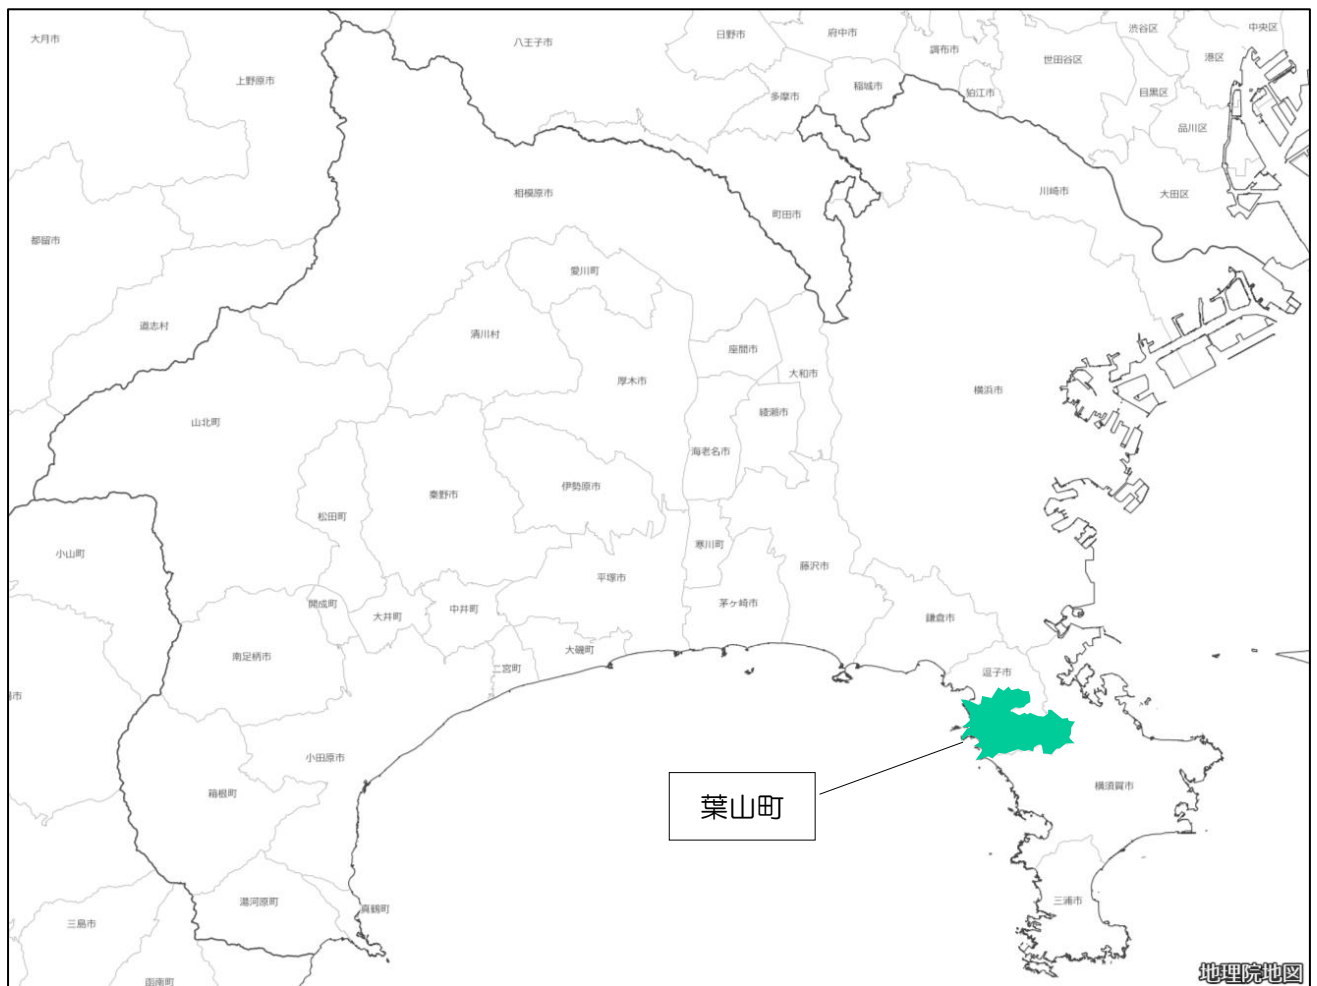 大月市
八王子市
日野市
府中市
渋谷区
中央区
上野原市
調布市
世田谷区
港区
多摩市
稲城市
狛江市
目黒区
品川区
相模原市
川崎市
大田区
町田市
都留市
愛川町
道志村
清川村
座間市
大和市
厚木市
横浜市
綾瀬市
山北町
海老名市
伊勢原市
秦野市
松田町
寒川町
小山町
藤沢市
平塚市
開成町
茅ヶ崎市
中井町
大井町
鎌倉市
大磯町
南足柄市
二宮町
逗子市
市
小田原市
横須賀市
箱根町
葉山町
湯河原町
真鶴町
三浦市
三島市
函南町
地理院地図